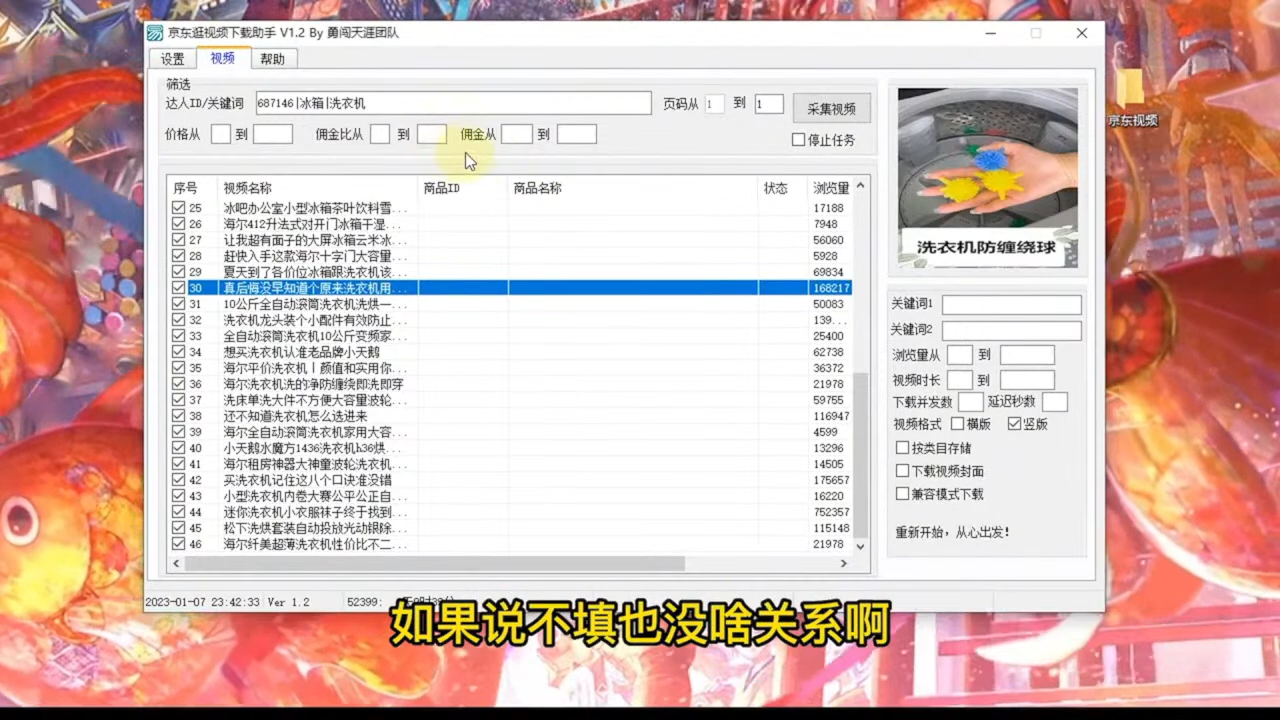 京东逛视频下载助手 V1.2 By 勇闯天涯团队
设置 视频 帮助
筛选
达人ID/关键词 687146|冰箱|洗衣机 页码从 1 到 1 采集视频
价格从 到 佣金比从 到 佣金从 到 停止任务
序号 视频名称 商品ID 商品名称 状态 浏览量
25 冰吧办公室小型冰箱茶叶饮料雪... 17188
26 海尔412升法式对开门冰箱干湿... 7948
27 让我超有面子的大屏冰箱云米冰... 56060
28 赶快入手这款海尔十字门大容量... 5928
29 夏天到了各价位冰箱跟洗衣机该... 69834
30 真后悔没早知道个原来洗衣机用... 168217
31 10公斤全自动滚筒洗衣机洗烘一... 50083
32 洗衣机龙头装个小配件有效防止... 139...
33 全自动滚筒洗衣机10公斤变频家... 25400
34 想买洗衣机认准老品牌小天鹅 62738
35 海尔平价洗衣机丨颜值和实用你... 36372
36 海尔洗衣机洗的净防缠绕即洗即穿 21978
37 洗床单洗大件不方便大容量波轮... 59755
38 还不知道洗衣机怎么选进来 116947
39 海尔全自动滚筒洗衣机家用大容... 4599
40 小天鹅水魔方1436洗衣机h36烘... 13296
41 海尔租房神器大神童波轮洗衣机... 14505
42 买洗衣机记住这八个口诀准没错 175657
43 小型洗衣机内卷大赛公平公正自... 16220
44 迷你洗衣机小衣服袜子终于找到... 752357
45 松下洗烘套装自动投放光动银除... 115148
46 海尔纤美超薄洗衣机性价比不二... 21978
洗衣机防缠绕球
关键词1
关键词2
浏览量从 到
视频时长 到
下载并发数 延迟秒数
视频格式 横版 竖版
按类目存储
下载视频封面
兼容模式下载
重新开始，从心出发！
2023-01-07 23:42:33 Ver 1.2 52399:
京东视频
如果说不填也没啥关系啊